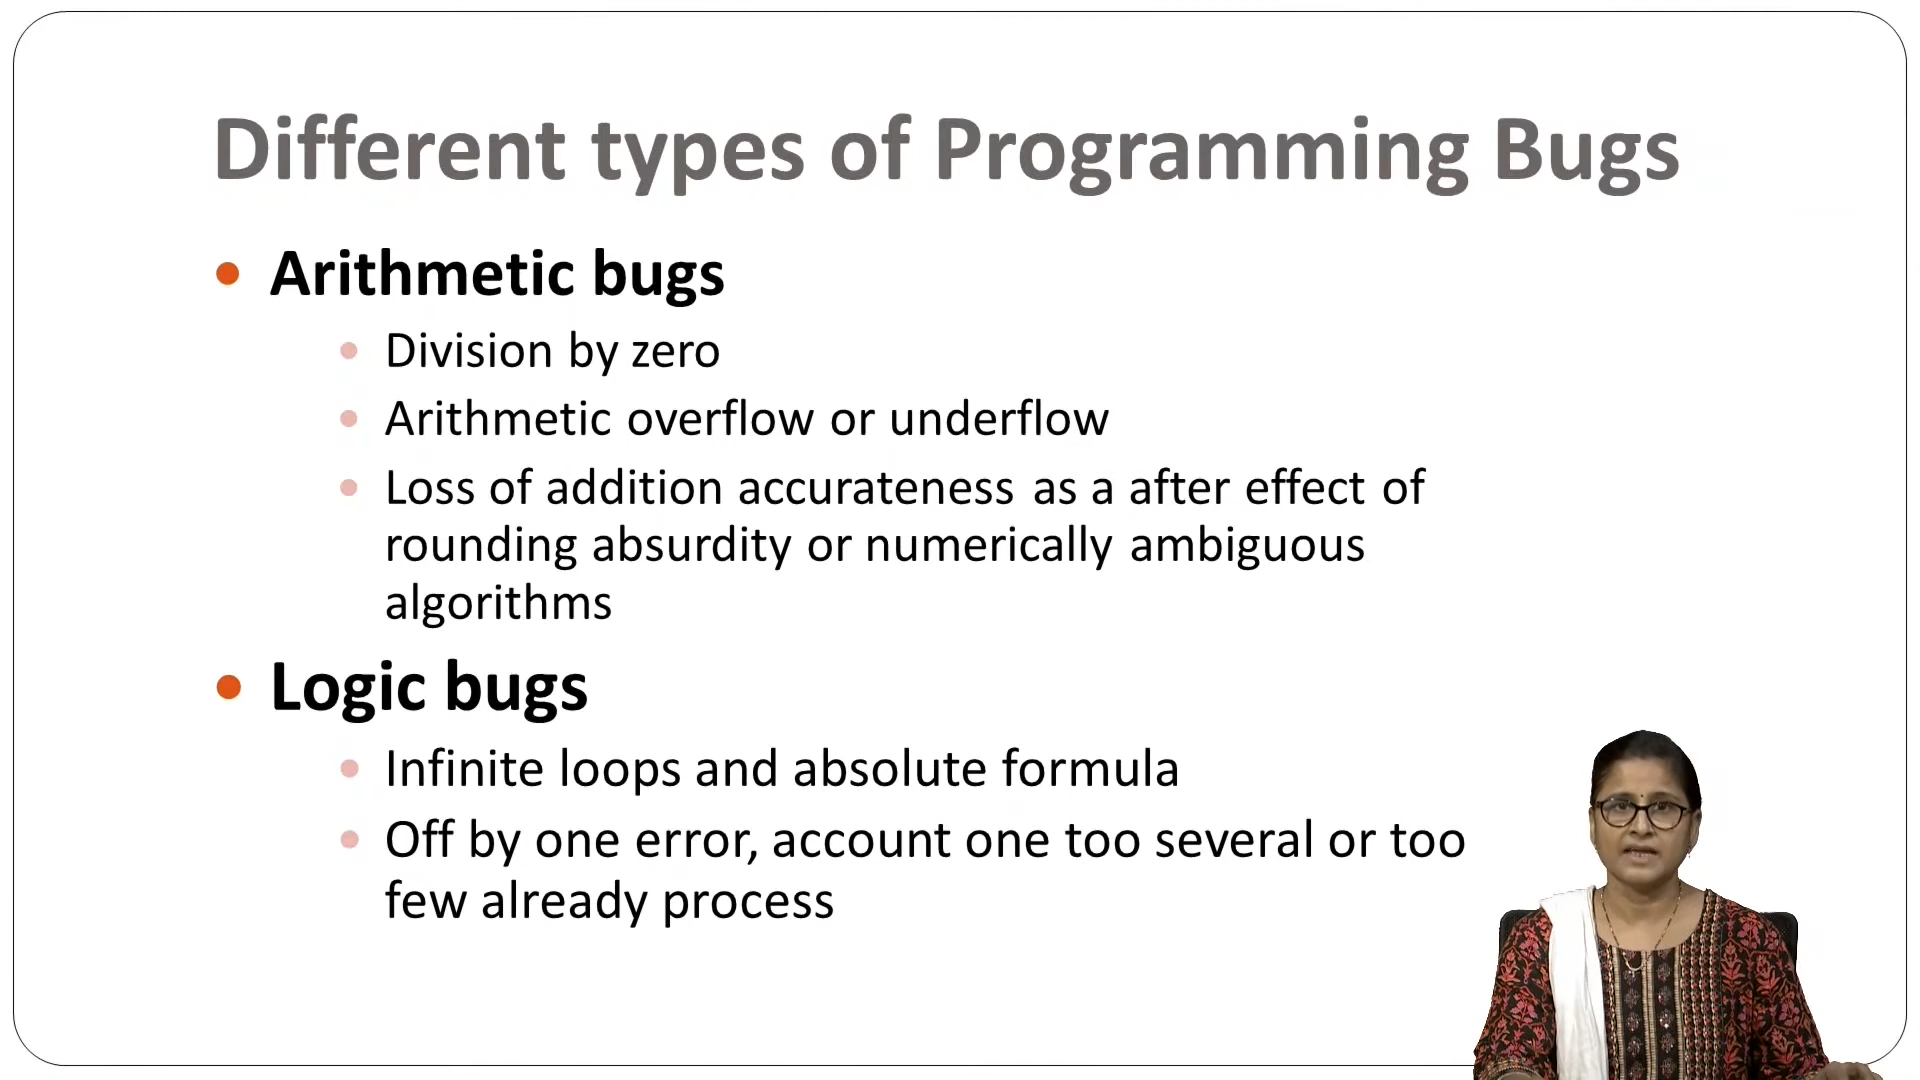 Different types of Programming Bugs
Arithmetic bugs
Division by zero
Arithmetic overflow or underflow
Loss of addition accurateness as a after effect of
rounding absurdity or numerically ambiguous
algorithms
Logic bugs
Infinite loops and absolute formula
Off by one error, account one too several or too
few already process